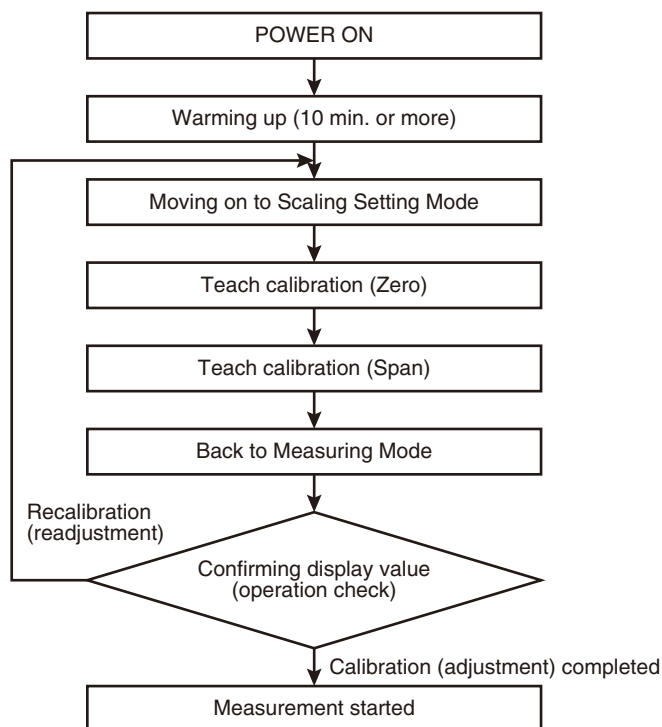 POWER ON
Warming up (10 min. or more)
Moving on to Scaling Setting Mode
Teach calibration (Zero)
Teach calibration (Span)
Back to Measuring Mode
Recalibration
(readjustment)
Confirming display value
(operation check)
Calibration (adjustment) completed
Measurement started